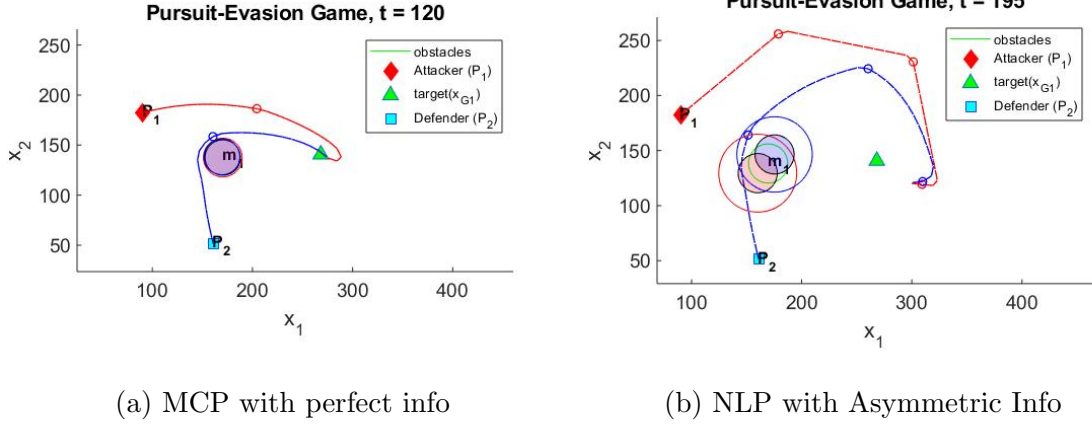 Pursuit-Evasion Game, t = 120
250
200
150
100
50
x2
100
200
300
400
x1
obstacles
Attacker (P1)
target(xG1)
Defender (P2)
P1
m1
P2
(a) MCP with perfect info
Pursuit-Evasion Game, t = 195
250
200
150
100
50
x2
100
200
300
400
x1
obstacles
Attacker (P1)
target(xG1)
Defender (P2)
P1
m1
P2
(b) NLP with Asymmetric Info